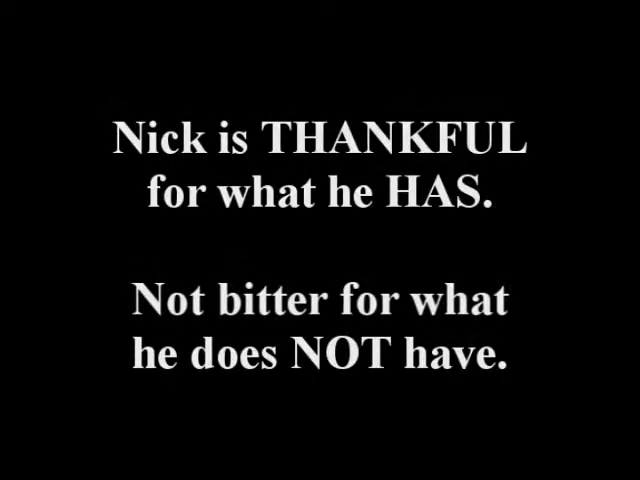 Nick is THANKFUL
for what he HAS.
Not bitter for what
he does NOT have.